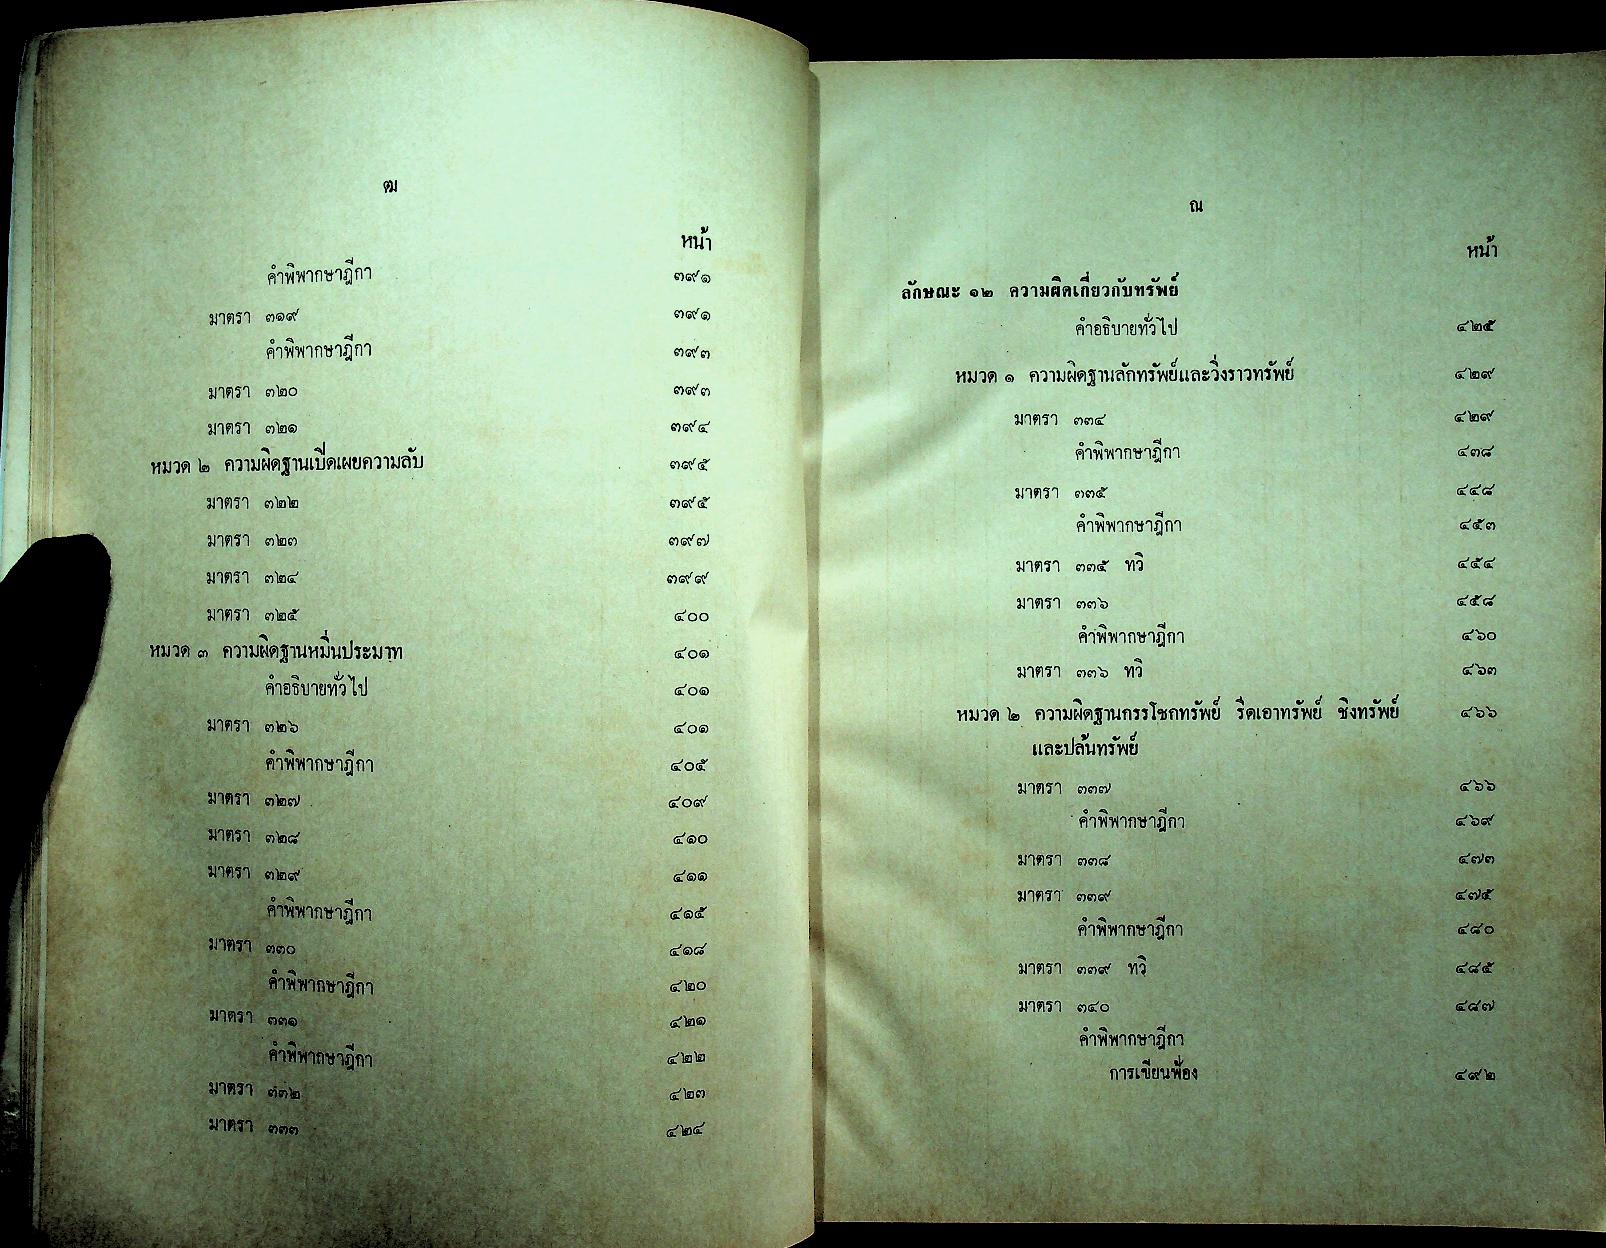 ฒ
หน้า
คำพิพากษาฎีกา ๓๙๑
มาตรา ๓๑๙ ๓๙๑
คำพิพากษาฎีกา ๓๙๓
มาตรา ๓๒๐ ๓๙๓
มาตรา ๓๒๑ ๓๙๔
หมวด ๒ ความผิดฐานเปิดเผยความลับ ๓๙๕
มาตรา ๓๒๒ ๓๙๕
มาตรา ๓๒๓ ๓๙๗
มาตรา ๓๒๔ ๓๙๙
มาตรา ๓๒๕ ๔๐๐
หมวด ๓ ความผิดฐานหมิ่นประมาท ๔๐๑
คำอธิบายทั่วไป ๔๐๑
มาตรา ๓๒๖ ๔๐๑
คำพิพากษาฎีกา ๔๐๕
มาตรา ๓๒๗ ๔๐๙
มาตรา ๓๒๘ ๔๑๐
มาตรา ๓๒๙ ๔๑๑
คำพิพากษาฎีกา ๔๑๕
มาตรา ๓๓๐ ๔๑๘
คำพิพากษาฎีกา ๔๒๐
มาตรา ๓๓๑ ๔๒๑
คำพิพากษาฎีกา ๔๒๒
มาตรา ๓๓๒ ๔๒๓
มาตรา ๓๓๓ ๔๒๔
ณ
หน้า
ลักษณะ ๑๒ ความผิดเกี่ยวกับทรัพย์
คำอธิบายทั่วไป ๔๒๕
หมวด ๑ ความผิดฐานลักทรัพย์และวิ่งราวทรัพย์ ๔๒๙
มาตรา ๓๓๔ ๔๒๙
คำพิพากษาฎีกา ๔๓๘
มาตรา ๓๓๕ ๔๔๘
คำพิพากษาฎีกา ๔๕๓
มาตรา ๓๓๕ ทวิ ๔๕๔
มาตรา ๓๓๖ ๔๕๘
คำพิพากษาฎีกา ๔๖๐
มาตรา ๓๓๖ ทวิ ๔๖๓
หมวด ๒ ความผิดฐานกรรโชกทรัพย์ รีดเอาทรัพย์ ชิงทรัพย์ ๔๖๖
และปล้นทรัพย์
มาตรา ๓๓๗ ๔๖๖
คำพิพากษาฎีกา ๔๖๙
มาตรา ๓๓๘ ๔๗๓
มาตรา ๓๓๙ ๔๗๕
คำพิพากษาฎีกา ๔๘๐
มาตรา ๓๓๙ ทวิ ๔๘๕
มาตรา ๓๔๐ ๔๘๗
คำพิพากษาฎีกา
การเขียนฟ้อง ๔๙๒